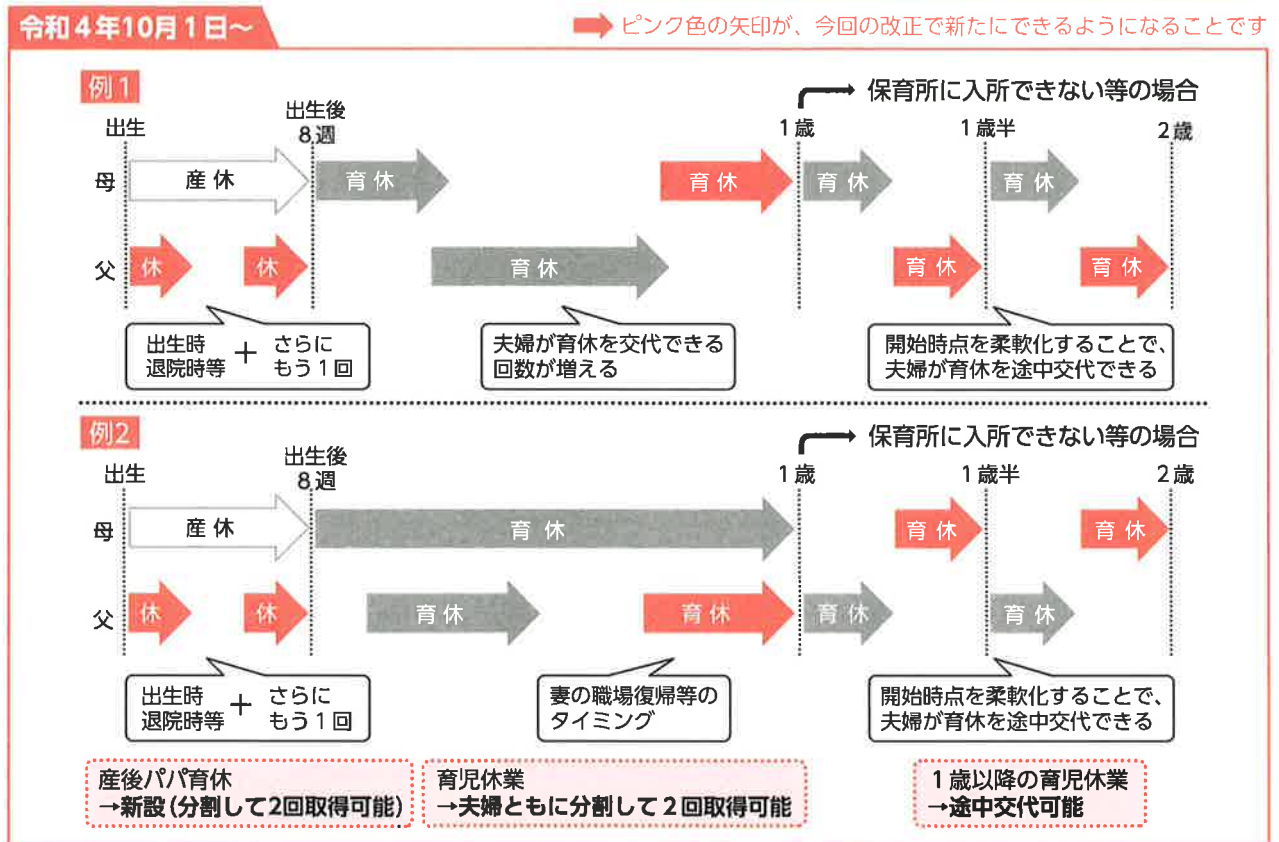 令和4年10月1日~
ピンク色の矢印が、今回の改正で新たにできるようになることです
例1
保育所に入所できない等の場合
出生
出生後
8週
1歳
1歳半
2歳
母
産休
育休
育休
育休
育休
父
休
休
育休
育休
育休
出生時
退院時等
+
さらに
もう1回
夫婦が育休を交代できる
回数が増える
開始時点を柔軟化することで、
夫婦が育休を途中交代できる
例2
保育所に入所できない等の場合
出生
出生後
8週
1歳
1歳半
2歳
母
産休
育休
育休
育休
父
休
休
育休
育休
育休
育休
出生時
退院時等
+
さらに
もう1回
妻の職場復帰等の
タイミング
開始時点を柔軟化することで、
夫婦が育休を途中交代できる
産後パパ育休
→新設(分割して2回取得可能)
育児休業
→夫婦ともに分割して2回取得可能
1歳以降の育児休業
→途中交代可能